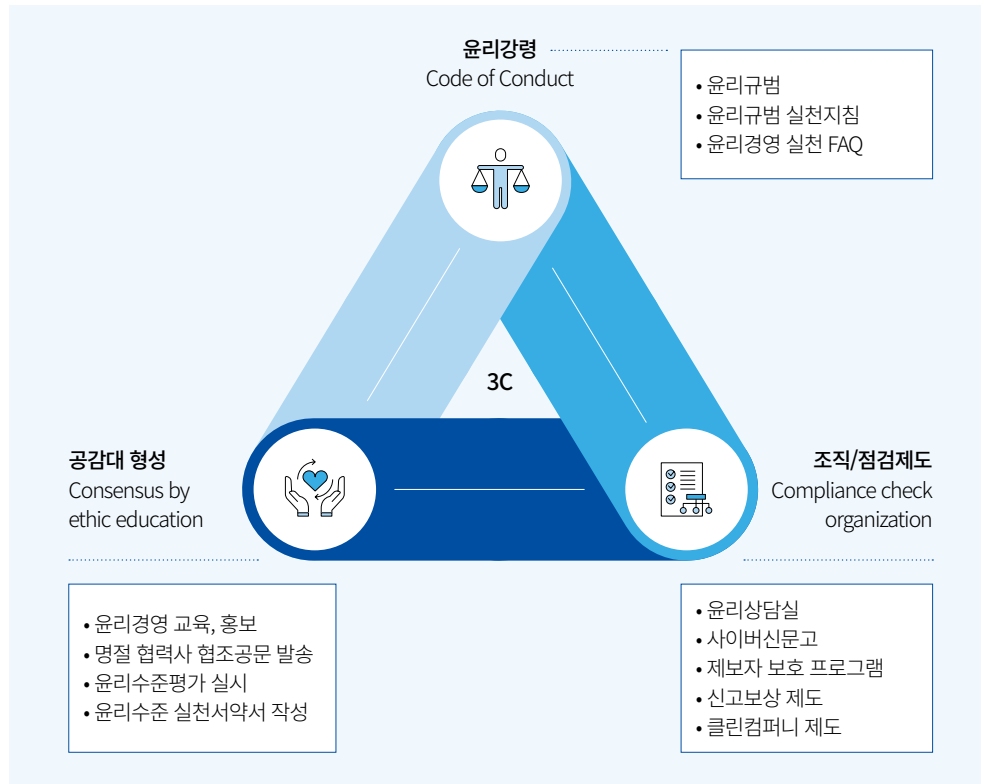 윤리강령
Code of Conduct
• 윤리규범
• 윤리규범 실천지침
• 윤리경영 실천 FAQ
3C
공감대 형성
Consensus by
ethic education
조직/점검제도
Compliance check
organization
• 윤리경영 교육, 홍보
• 명절 협력사 협조공문 발송
• 윤리수준평가 실시
• 윤리수준 실천서약서 작성
• 윤리상담실
• 사이버신문고
• 제보자 보호 프로그램
• 신고보상 제도
• 클린컴퍼니 제도